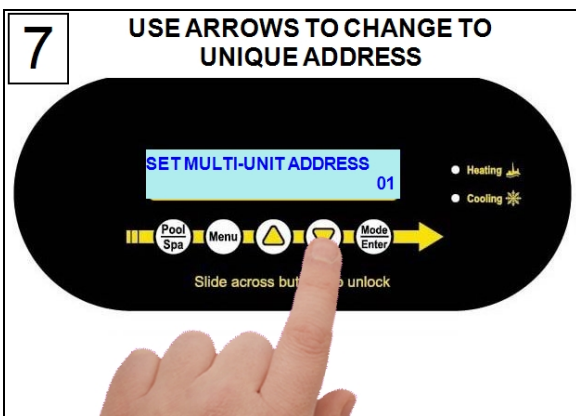 7
USE ARROWS TO CHANGE TO
UNIQUE ADDRESS
SET MULTI-UNIT ADDRESS
01
Heating
Cooling
Pool
Spa
Menu
Mode
Enter
Slide across but o unlock